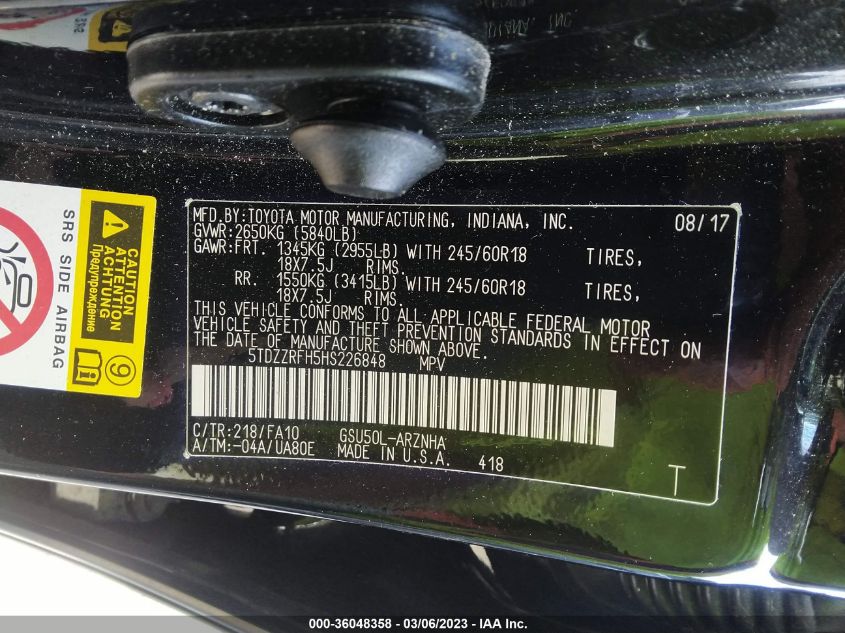 MFD.BY:TOYOTA MOTOR MANUFACTURING, INDIANA, INC. 08/17
GVWR:2650KG (5840LB)
GAWR:FRT. 1345KG (2955LB) WITH 245/60R18 TIRES,
18X7.5J RIMS.
RR. 1550KG (3415LB) WITH 245/60R18 TIRES,
18X7.5J RIMS.
THIS VEHICLE CONFORMS TO ALL APPLICABLE FEDERAL MOTOR
VEHICLE SAFETY AND THEFT PREVENTION STANDARDS IN EFFECT ON
THE DATE OF MANUFACTURE SHOWN ABOVE.
5TDZZRFH5HS226848 MPV
C/TR:218/FA10 GSU50L-ARZNHA
A/TM:-04A/UA80E MADE IN U.S.A. 418
T
SRS SIDE AIRBAG
CAUTION
ATTENTION
ACHTUNG
Предупреждение
9
000-36048358 - 03/06/2023 - IAA Inc.